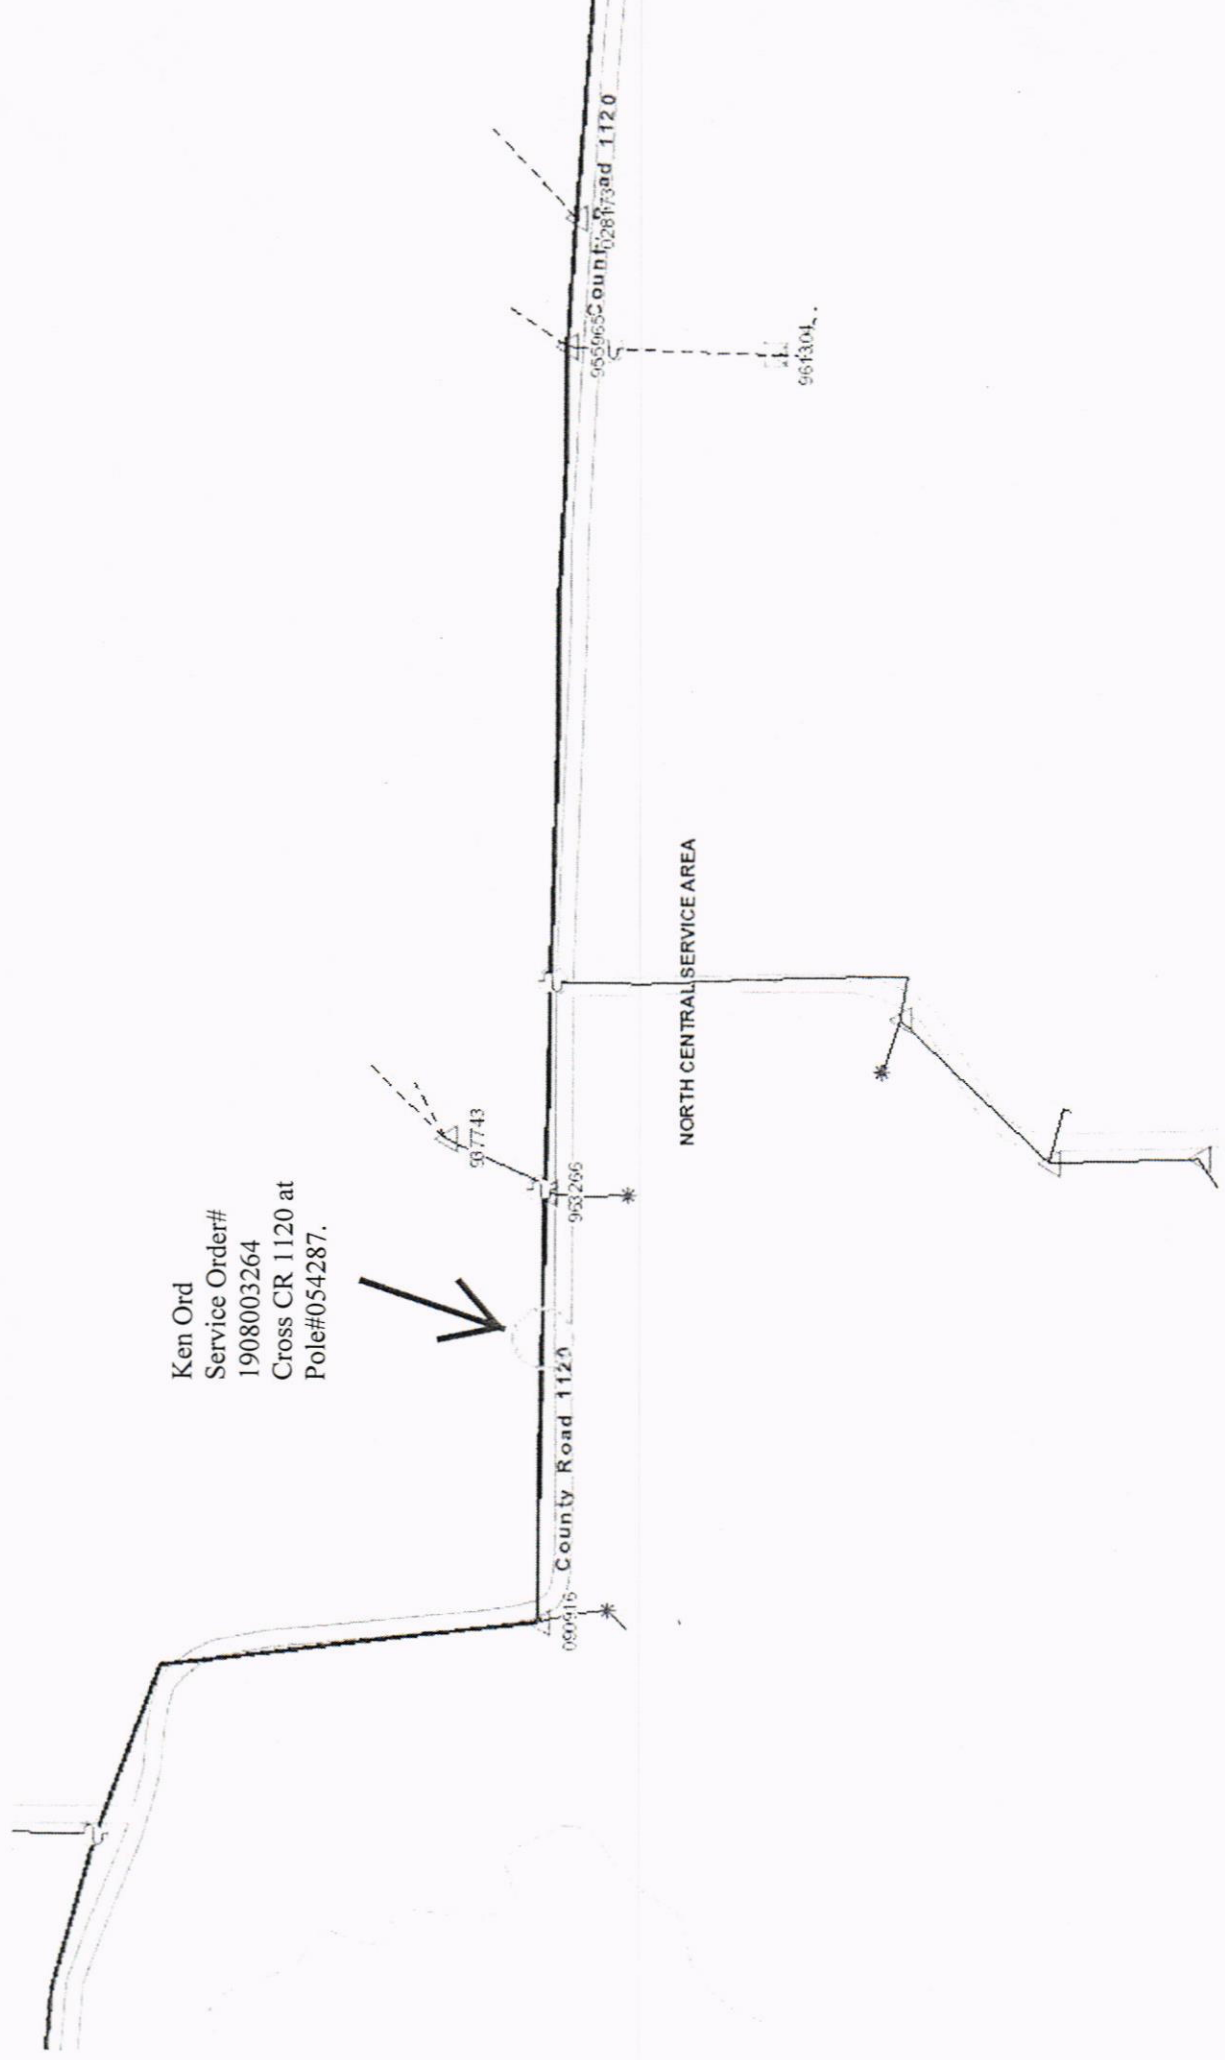 Ken Ord
Service Order#
1908003264
Cross CR 1120 at
Pole#054287.
090916
County Road 1120
963266
937743
NORTH CENTRAL SERVICE AREA
961304
County Road 1120
028173